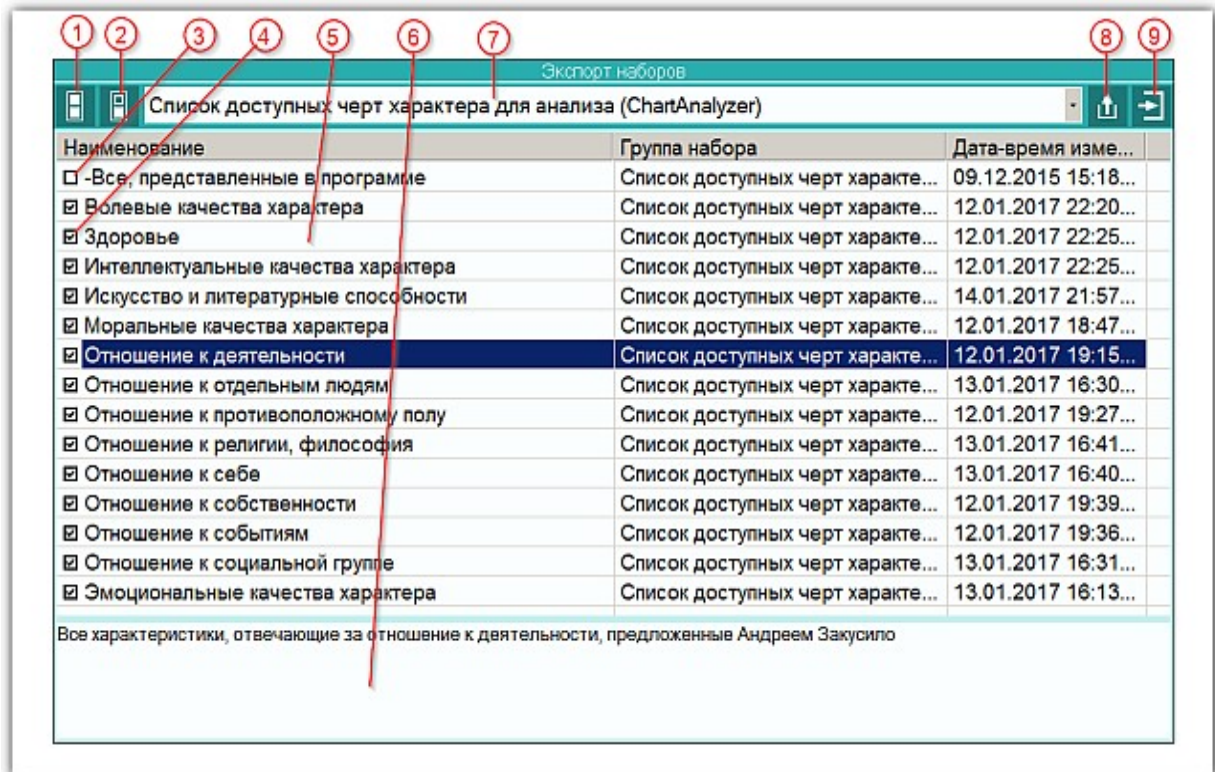 1 2 3 4 5 6 7 8 9
Экспорт наборов
Список доступных черт характера для анализа (ChartAnalyzer)
Наименование Группа набора Дата-время изме...
-Все, представленные в программе Список доступных черт характе... 09.12.2015 15:18...
Волевые качества характера Список доступных черт характе... 12.01.2017 22:20...
Здоровье Список доступных черт характе... 12.01.2017 22:25...
Интеллектуальные качества характера Список доступных черт характе... 12.01.2017 22:25...
Искусство и литературные способности Список доступных черт характе... 14.01.2017 21:57...
Моральные качества характера Список доступных черт характе... 12.01.2017 18:47...
Отношение к деятельности Список доступных черт характе... 12.01.2017 19:15...
Отношение к отдельным людям Список доступных черт характе... 13.01.2017 16:30...
Отношение к противоположному полу Список доступных черт характе... 12.01.2017 19:27...
Отношение к религии, философия Список доступных черт характе... 13.01.2017 16:41...
Отношение к себе Список доступных черт характе... 13.01.2017 16:40...
Отношение к собственности Список доступных черт характе... 12.01.2017 19:39...
Отношение к событиям Список доступных черт характе... 12.01.2017 19:36...
Отношение к социальной группе Список доступных черт характе... 13.01.2017 16:31...
Эмоциональные качества характера Список доступных черт характе... 13.01.2017 16:13...
Все характеристики, отвечающие за отношение к деятельности, предложенные Андреем Закусило